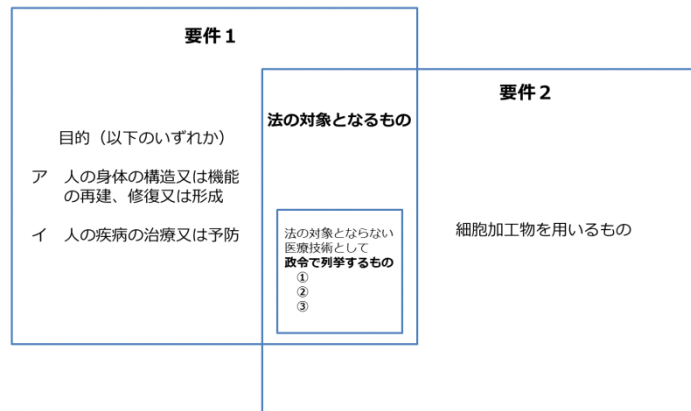 要件１
目的（以下のいずれか）
ア　人の身体の構造又は機能
の再建、修復又は形成
イ　人の疾病の治療又は予防
法の対象となるもの
法の対象とならない
医療技術として
政令で列挙するもの
①
②
③
要件２
細胞加工物を用いるもの